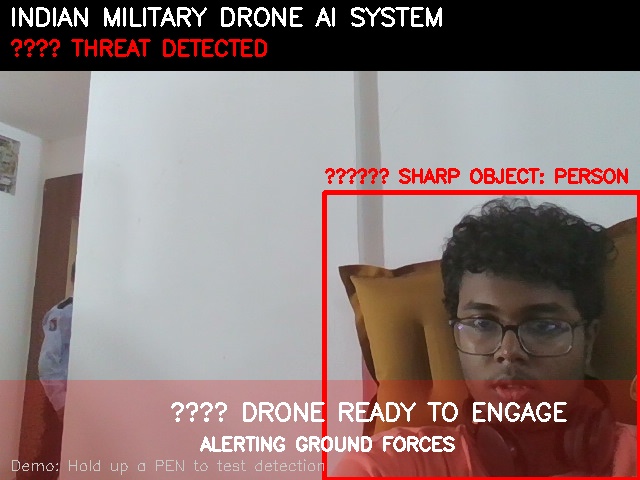 INDIAN MILITARY DRONE AI SYSTEM
???? THREAT DETECTED
?????? SHARP OBJECT: PERSON
???? DRONE READY TO ENGAGE
ALERTING GROUND FORCES
Demo: Hold up a PEN to test detection